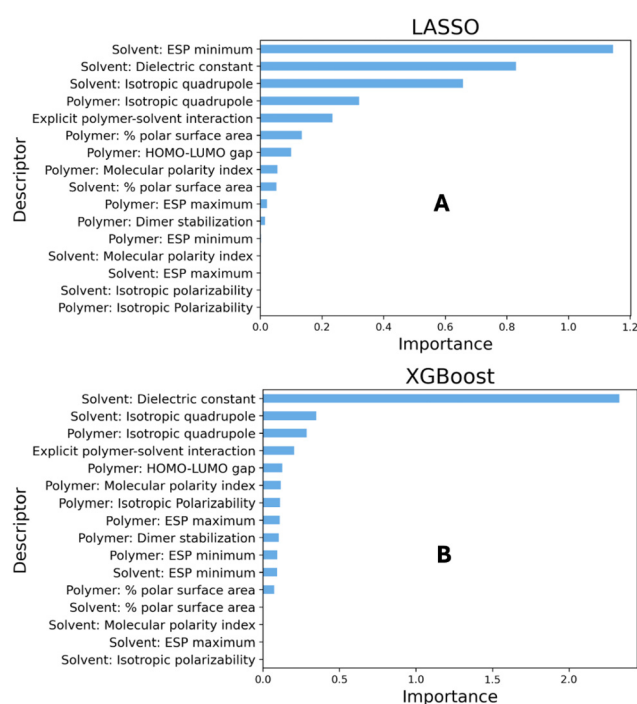 LASSO
Descriptor
Solvent: ESP minimum
Solvent: Dielectric constant
Solvent: Isotropic quadrupole
Polymer: Isotropic quadrupole
Explicit polymer-solvent interaction
Polymer: % polar surface area
Polymer: HOMO-LUMO gap
Polymer: Molecular polarity index
Solvent: % polar surface area
Polymer: ESP maximum
Polymer: Dimer stabilization
Polymer: ESP minimum
Solvent: Molecular polarity index
Solvent: ESP maximum
Solvent: Isotropic polarizability
Polymer: Isotropic Polarizability
A
0.0 0.2 0.4 0.6 0.8 1.0 1.2
Importance
XGBoost
Descriptor
Solvent: Dielectric constant
Solvent: Isotropic quadrupole
Polymer: Isotropic quadrupole
Explicit polymer-solvent interaction
Polymer: HOMO-LUMO gap
Polymer: Molecular polarity index
Polymer: Isotropic Polarizability
Polymer: ESP maximum
Polymer: Dimer stabilization
Polymer: ESP minimum
Solvent: ESP minimum
Polymer: % polar surface area
Solvent: % polar surface area
Solvent: Molecular polarity index
Solvent: ESP maximum
Solvent: Isotropic polarizability
B
0.0 0.5 1.0 1.5 2.0
Importance